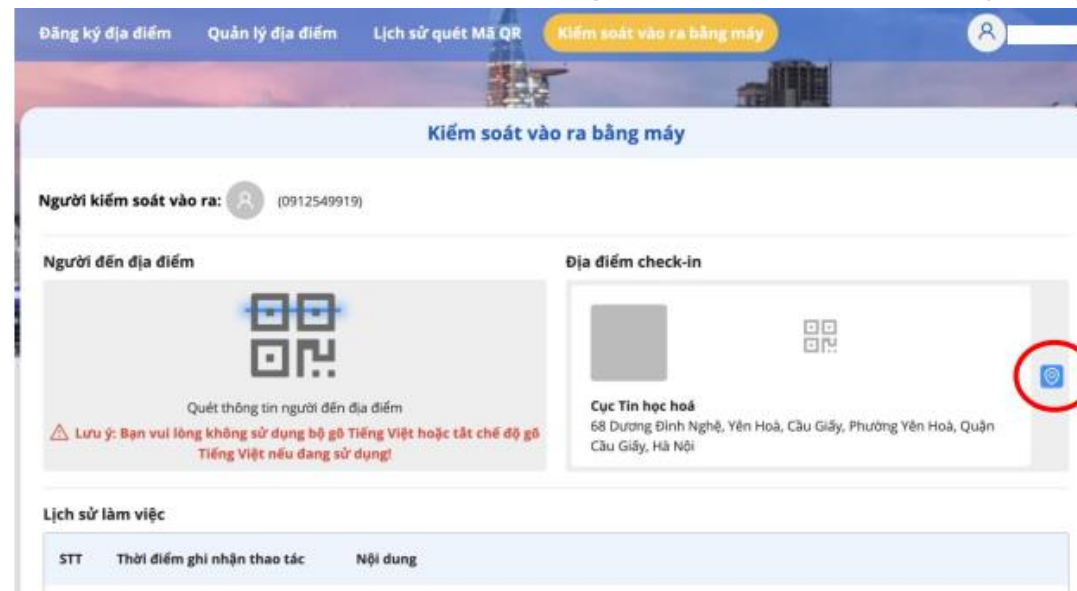 Đăng ký địa điểm Quản lý địa điểm Lịch sử quét Mã QR Kiểm soát vào ra bằng máy
Kiểm soát vào ra bằng máy
Người kiểm soát vào ra: (0912549919)
Người đến địa điểm
Địa điểm check-in
Quét thông tin người đến địa điểm
Lưu ý: Bạn vui lòng không sử dụng bộ gõ Tiếng Việt hoặc tắt chế độ gõ
Tiếng Việt nếu đang sử dụng!
Cục Tin học hoá
68 Dương Đình Nghệ, Yên Hoà, Cầu Giấy, Phường Yên Hoà, Quận
Cầu Giấy, Hà Nội
Lịch sử làm việc
STT Thời điểm ghi nhận thao tác Nội dung